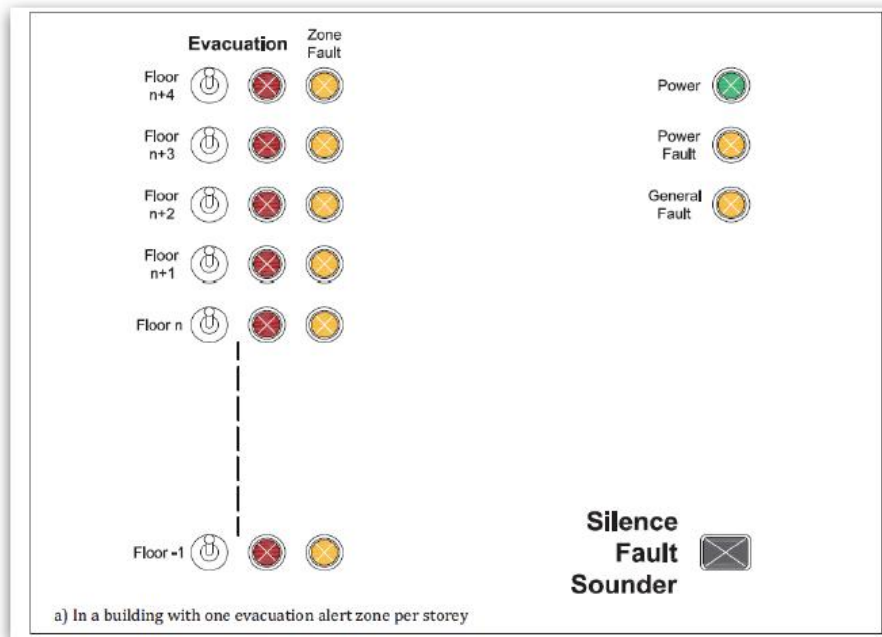 Evacuation
Zone
Fault
Floor
n+4
Floor
n+3
Floor
n+2
Floor
n+1
Floor n
Floor -1
Power
Power
Fault
General
Fault
Silence
Fault
Sounder
a) In a building with one evacuation alert zone per storey